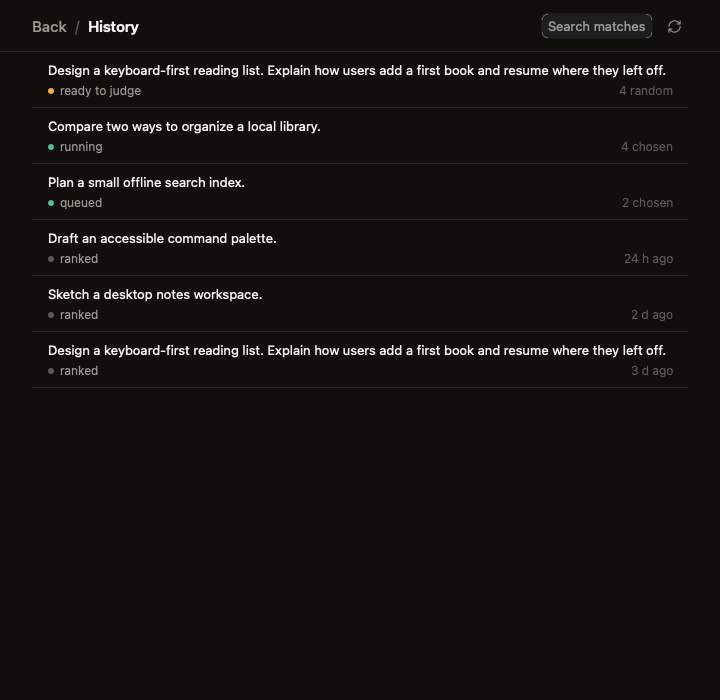 Back / History
Search matches
Design a keyboard-first reading list. Explain how users add a first book and resume where they left off.
ready to judge
4 random
Compare two ways to organize a local library.
running
4 chosen
Plan a small offline search index.
queued
2 chosen
Draft an accessible command palette.
ranked
24 h ago
Sketch a desktop notes workspace.
ranked
2 d ago
Design a keyboard-first reading list. Explain how users add a first book and resume where they left off.
ranked
3 d ago